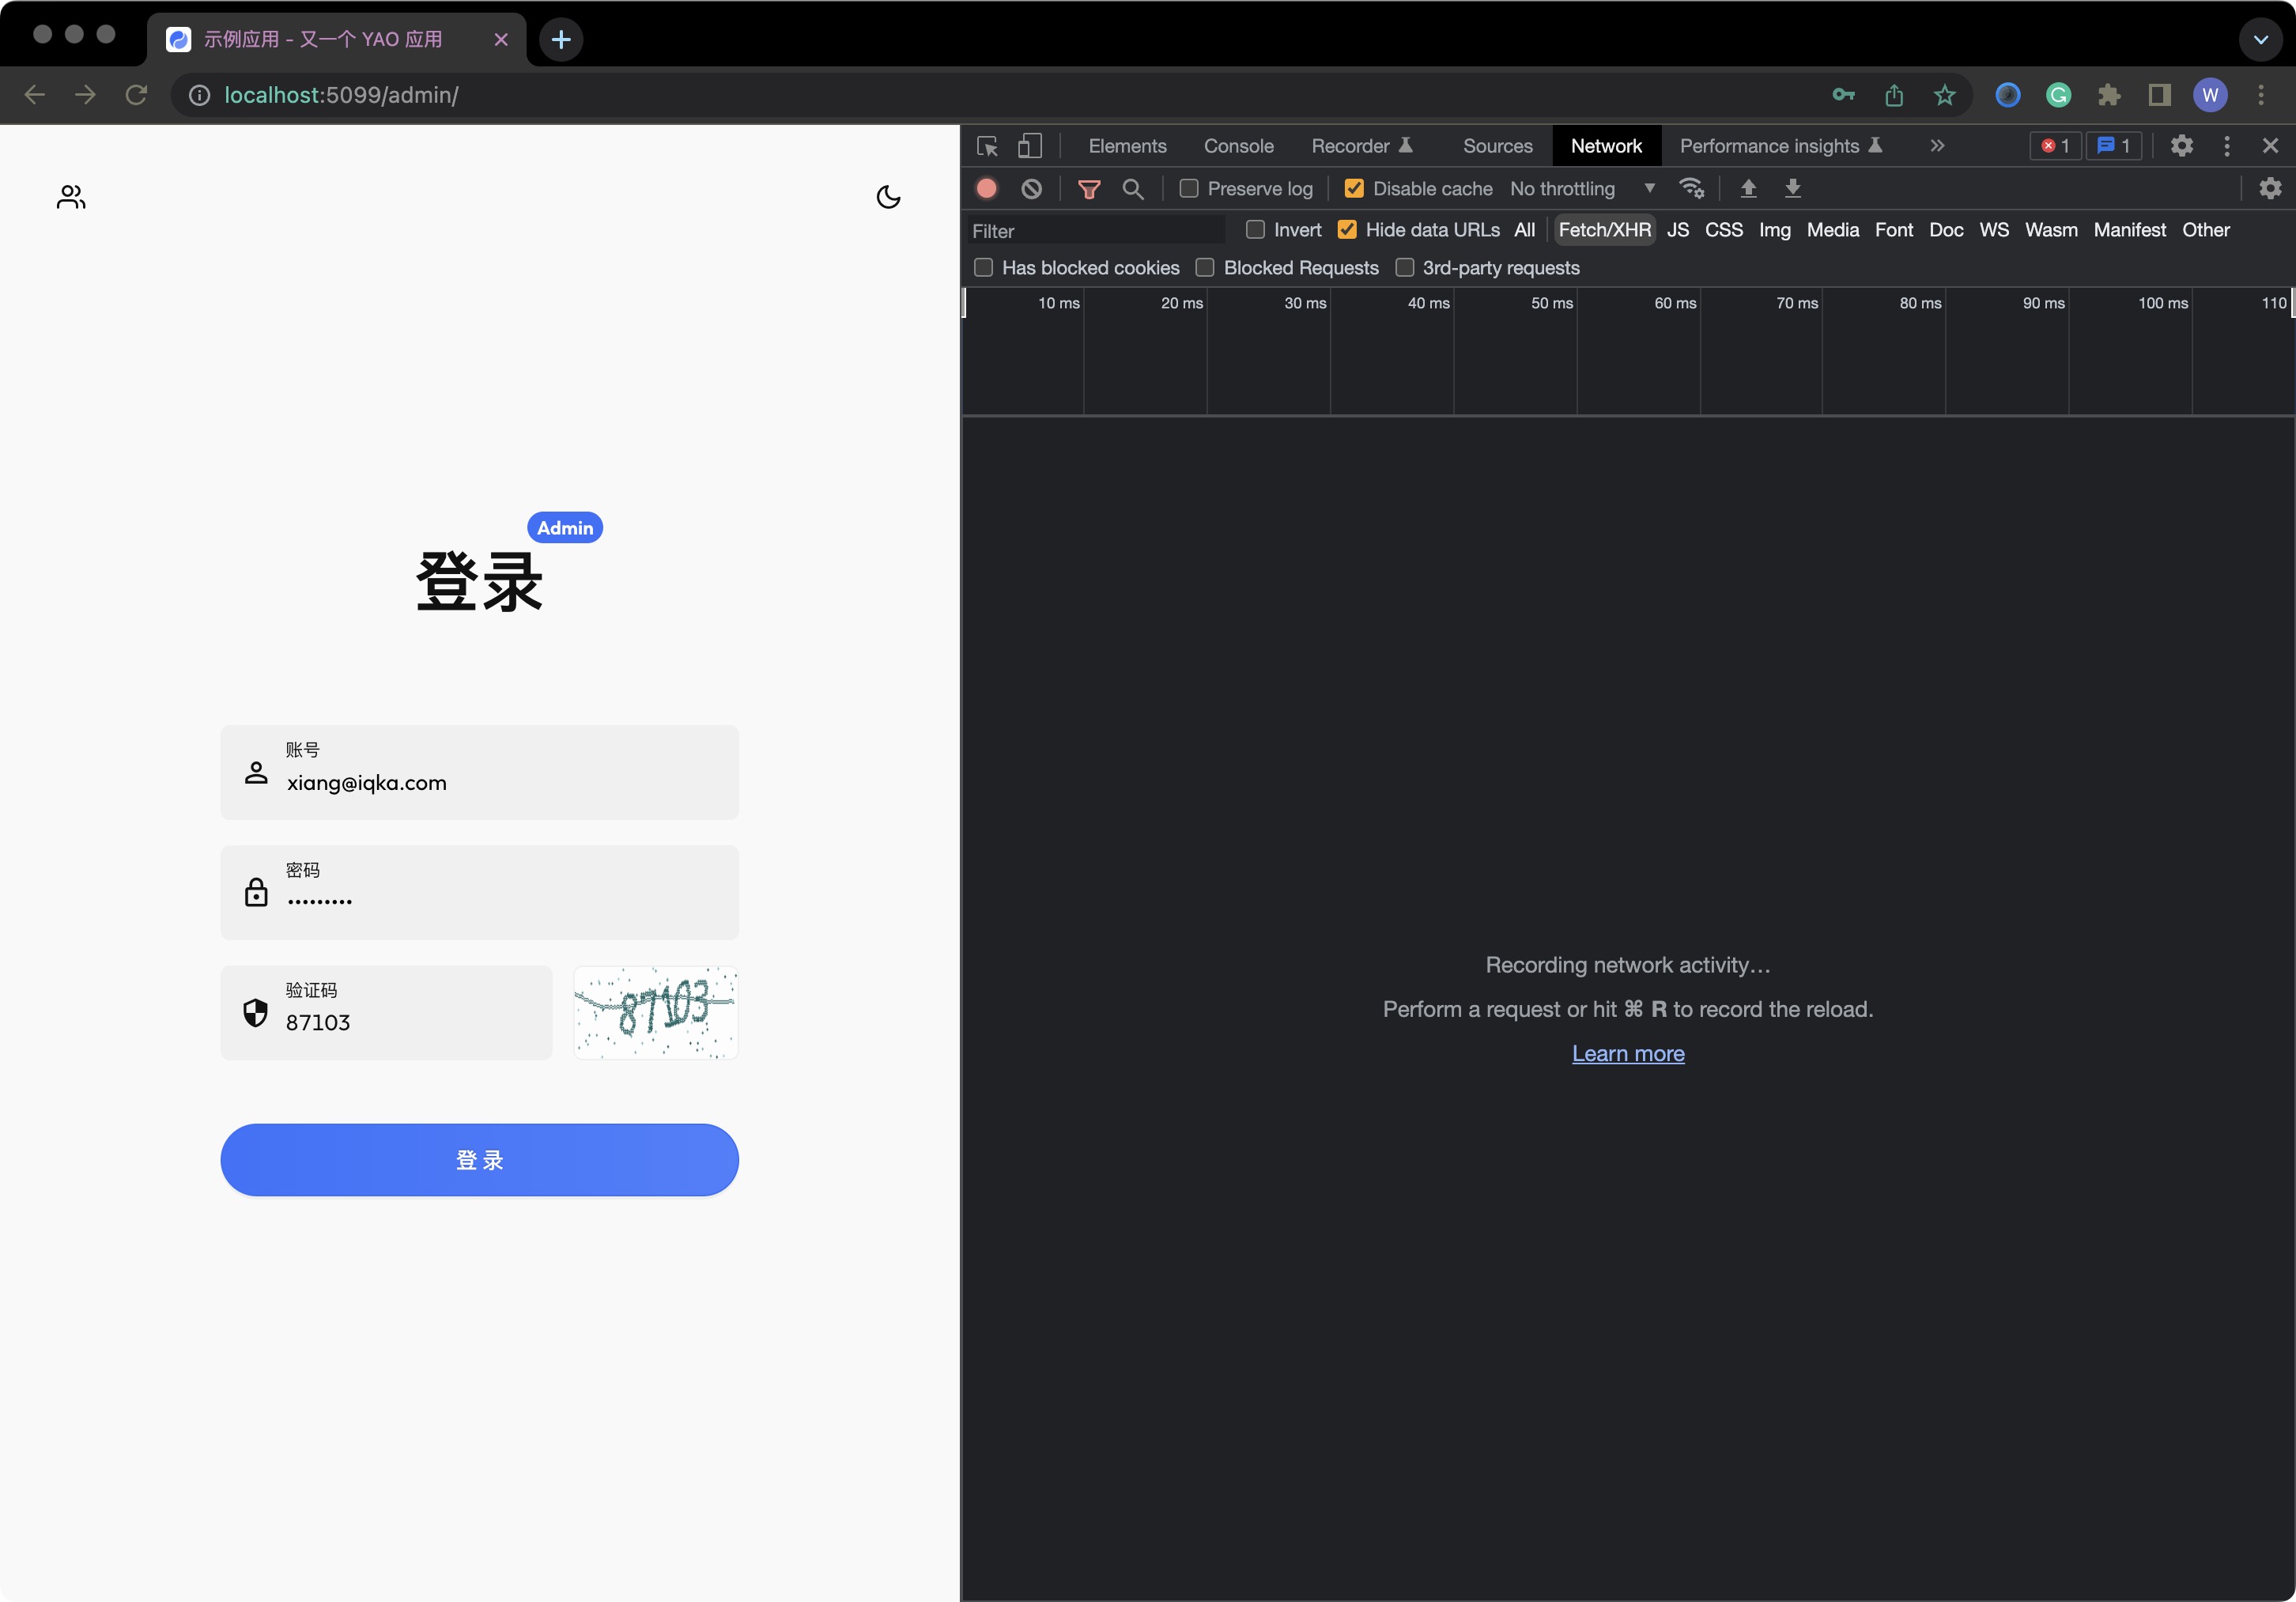 示例应用 - 又一个 YAO 应用
localhost:5099/admin/
W
Elements Console Recorder Sources Network Performance insights 1 1
Preserve log Disable cache No throttling
Filter Invert Hide data URLs All Fetch/XHR JS CSS Img Media Font Doc WS Wasm Manifest Other
Has blocked cookies Blocked Requests 3rd-party requests
10 ms 20 ms 30 ms 40 ms 50 ms 60 ms 70 ms 80 ms 90 ms 100 ms 110
Admin
登录
账号
xiang@iqka.com
密码
•••••••••
验证码
87103
87103
登 录
Recording network activity…
Perform a request or hit ⌘ R to record the reload.
Learn more